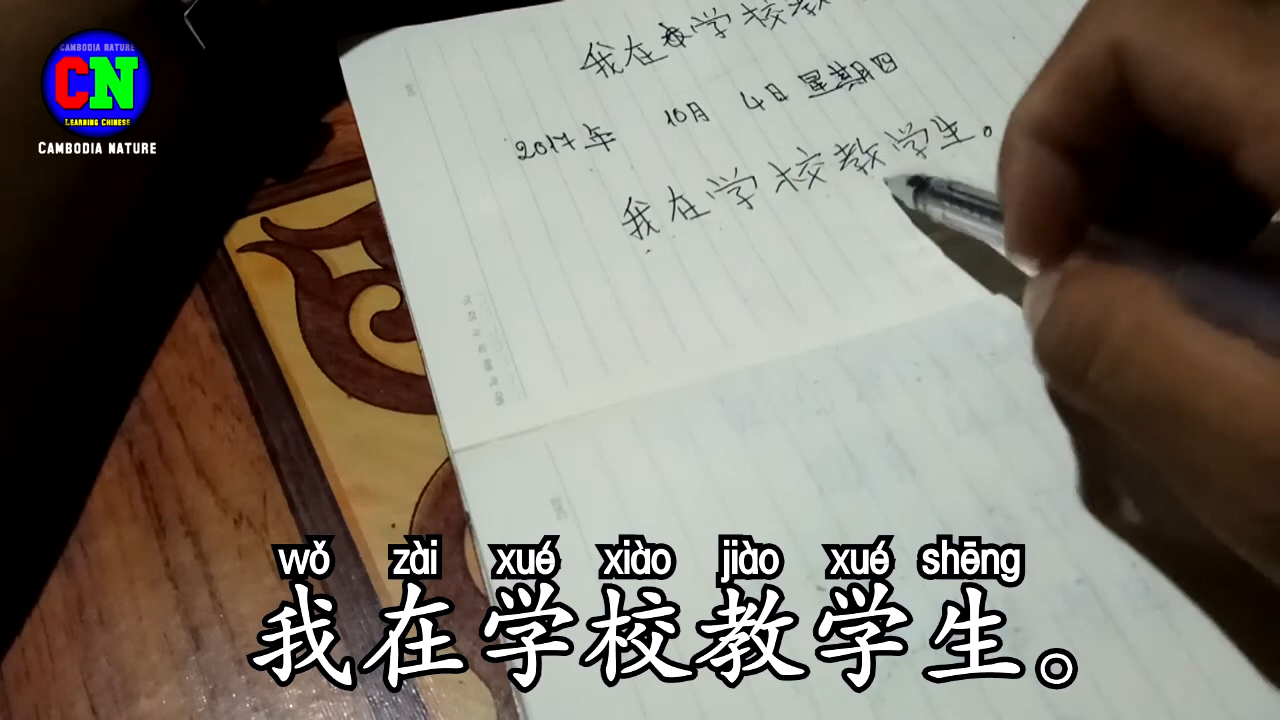 CAMBODIA NATURE
CN
LEARNING CHINESE
CAMBODIA NATURE
我在学校教
2017年 10月 4日 星期四
我在学校教学生。
wǒ zài xué xiào jiào xué shēng
我在学校教学生。